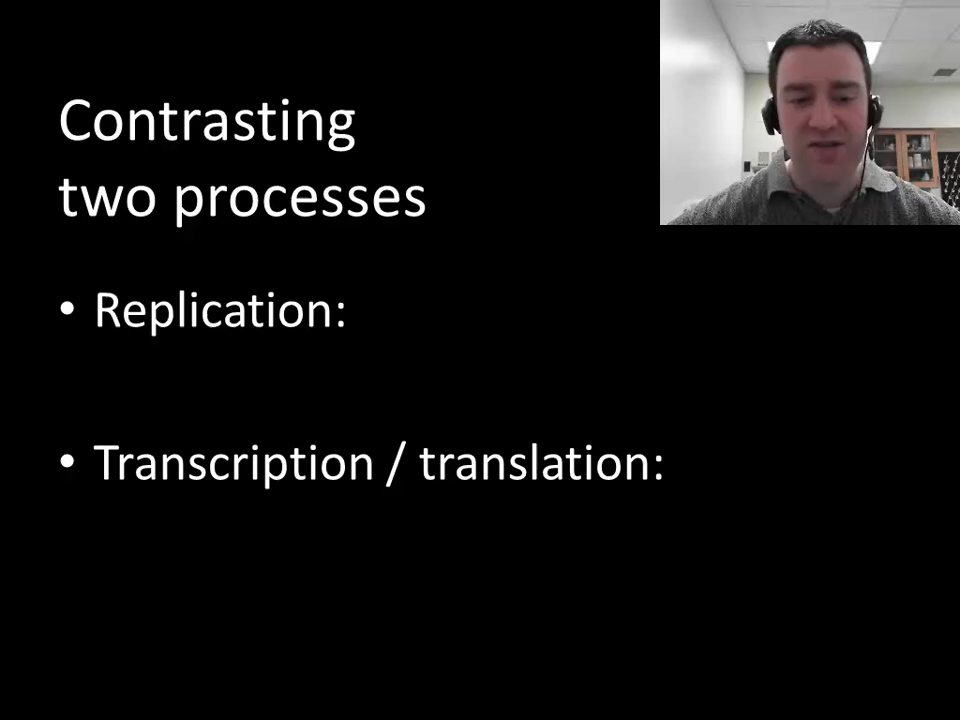 Contrasting
two processes
• Replication:
• Transcription / translation: